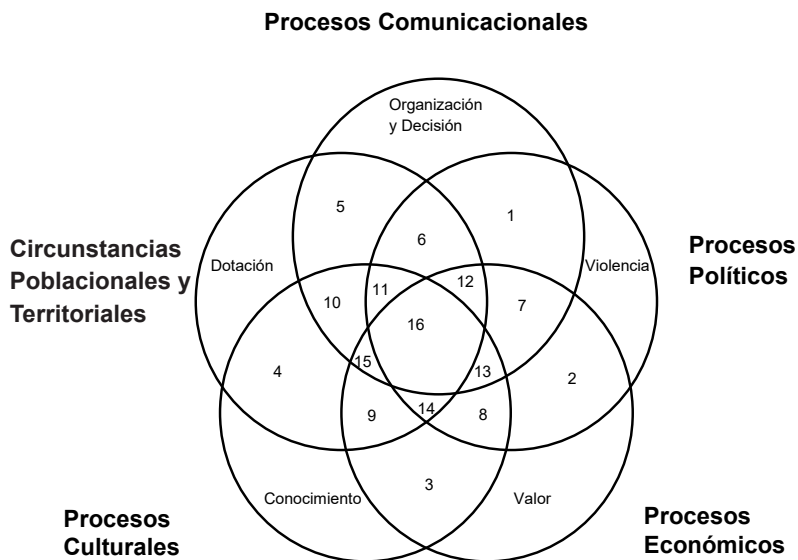 Procesos Comunicacionales
Organización
y Decisión
5
1
6
Circunstancias
Poblacionales y
Territoriales
Dotación
Violencia
Procesos
Políticos
10
11
12
7
16
15
13
4
2
9
14
8
3
Conocimiento
Valor
Procesos
Culturales
Procesos
Económicos